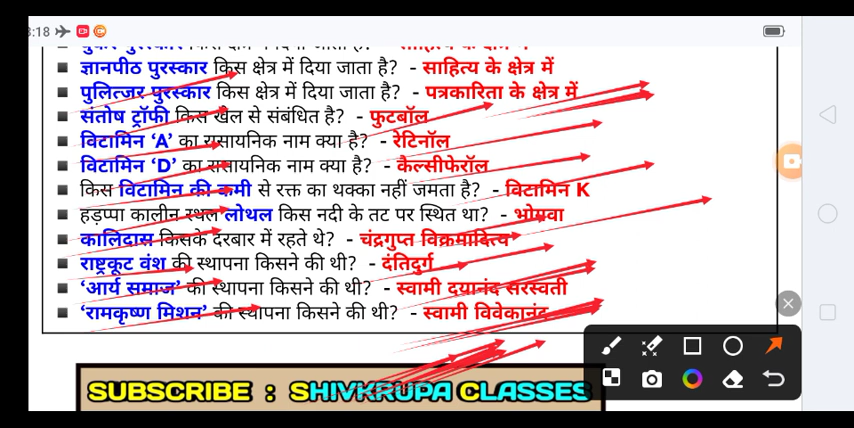 3:18
ज्ञानपीठ पुरस्कार किस क्षेत्र में दिया जाता है? - साहित्य के क्षेत्र में
पुलित्जर पुरस्कार किस क्षेत्र में दिया जाता है? - पत्रकारिता के क्षेत्र में
संतोष ट्रॉफी किस खेल से संबंधित है? - फुटबॉल
विटामिन ‘A’ का रासायनिक नाम क्या है? - रेटिनॉल
विटामिन ‘D’ का रासायनिक नाम क्या है? - कैल्सीफेरॉल
किस विटामिन की कमी से रक्त का थक्का नहीं जमता है? - विटामिन K
हड़प्पा कालीन स्थल लोथल किस नदी के तट पर स्थित था? - भोगवा
कालिदास किसके दरबार में रहते थे? - चंद्रगुप्त विक्रमादित्य
राष्ट्रकूट वंश की स्थापना किसने की थी? - दंतिदुर्ग
‘आर्य समाज’ की स्थापना किसने की थी? - स्वामी दयानंद सरस्वती
‘रामकृष्ण मिशन’ की स्थापना किसने की थी? - स्वामी विवेकानंद
SUBSCRIBE : SHIVKRUPA CLASSES